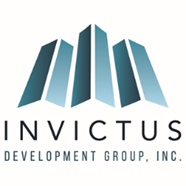 INVICTUS
DEVELOPMENT GROUP, INC.